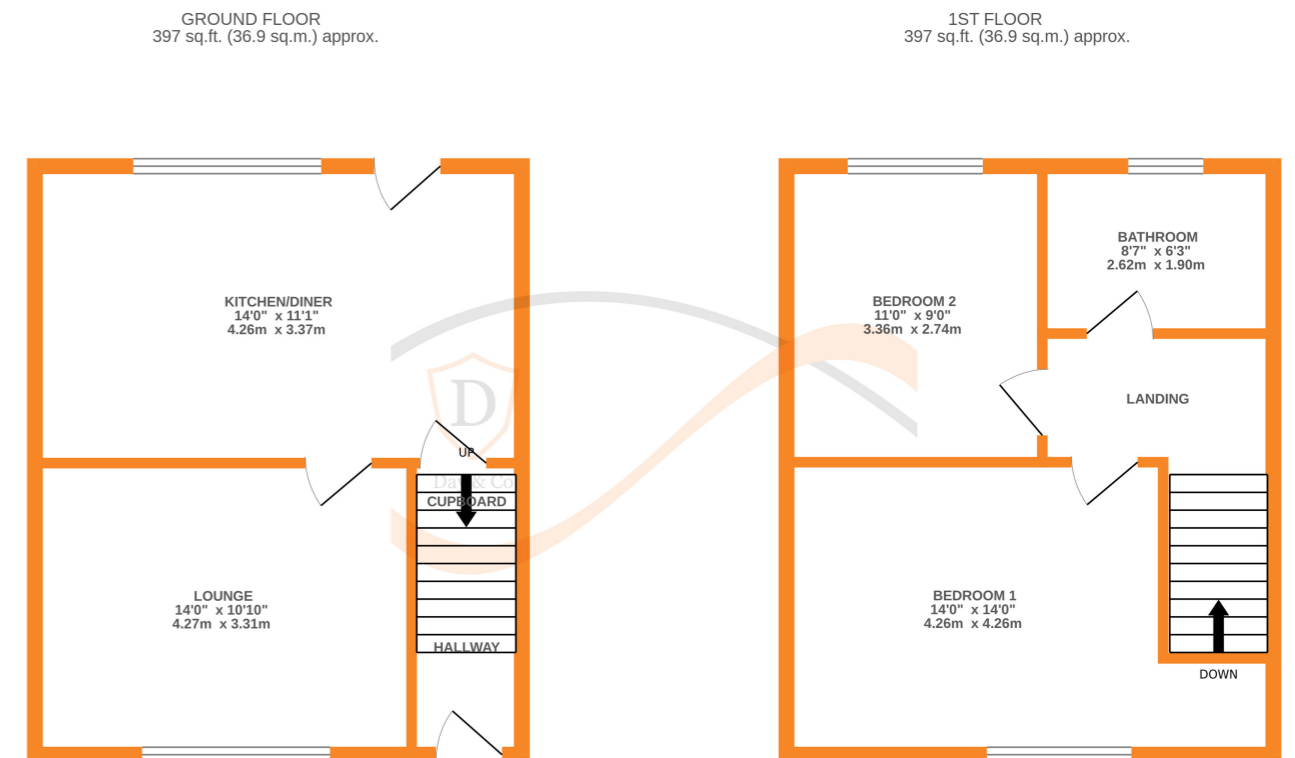 GROUND FLOOR
397 sq.ft. (36.9 sq.m.) approx.
1ST FLOOR
397 sq.ft. (36.9 sq.m.) approx.
KITCHEN/DINER
14'0" x 11'1"
4.26m x 3.37m
D
UP
Day & Co
CUPBOARD
LOUNGE
14'0" x 10'10"
4.27m x 3.31m
HALLWAY
BATHROOM
8'7" x 6'3"
2.62m x 1.90m
BEDROOM 2
11'0" x 9'0"
3.36m x 2.74m
LANDING
BEDROOM 1
14'0" x 14'0"
4.26m x 4.26m
DOWN